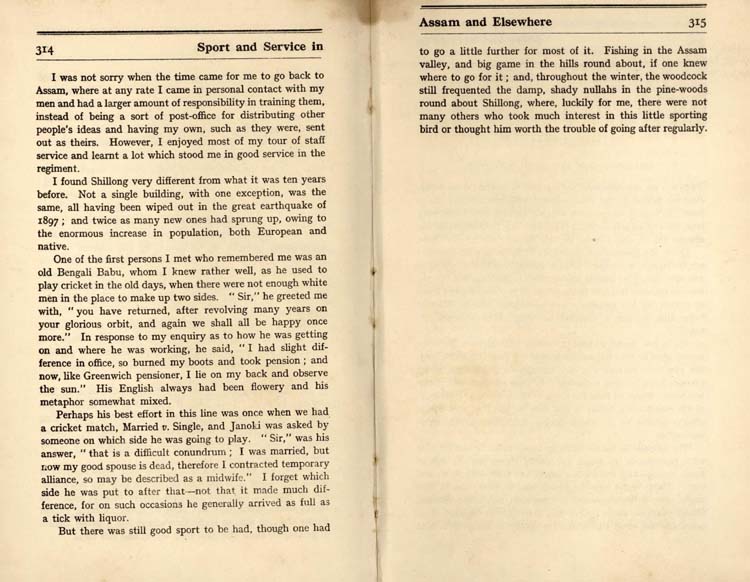 314 Sport and Service in
I was not sorry when the time came for me to go back to
Assam, where at any rate I came in personal contact with my
men and had a larger amount of responsibility in training them,
instead of being a sort of post-office for distributing other
people's ideas and having my own, such as they were, sent
out as theirs. However, I enjoyed most of my tour of staff
service and learnt a lot which stood me in good service in the
regiment.
I found Shillong very different from what it was ten years
before. Not a single building, with one exception, was the
same, all having been wiped out in the great earthquake of
1897 ; and twice as many new ones had sprung up, owing to
the enormous increase in population, both European and
native.
One of the first persons I met who remembered me was an
old Bengali Babu, whom I knew rather well, as he used to
play cricket in the old days, when there were not enough white
men in the place to make up two sides. " Sir," he greeted me
with, " you have returned, after revolving many years on
your glorious orbit, and again we shall all be happy once
more." In response to my enquiry as to how he was getting
on and where he was working, he said, " I had slight dif-
ference in office, so burned my boots and took pension ; and
now, like Greenwich pensioner, I lie on my back and observe
the sun." His English always had been flowery and his
metaphor somewhat mixed.
Perhaps his best effort in this line was once when we had
a cricket match, Married v. Single, and Janoki was asked by
someone on which side he was going to play. " Sir," was his
answer, " that is a difficult conundrum ; I was married, but
now my good spouse is dead, therefore I contracted temporary
alliance, so may be described as a midwife." I forget which
side he was put to after that—not that it made much dif-
ference, for on such occasions he generally arrived as full as
a tick with liquor.
But there was still good sport to be had, though one had
Assam and Elsewhere 315
to go a little further for most of it. Fishing in the Assam
valley, and big game in the hills round about, if one knew
where to go for it ; and, throughout the winter, the woodcock
still frequented the damp, shady nullahs in the pine-woods
round about Shillong, where, luckily for me, there were not
many others who took much interest in this little sporting
bird or thought him worth the trouble of going after regularly.